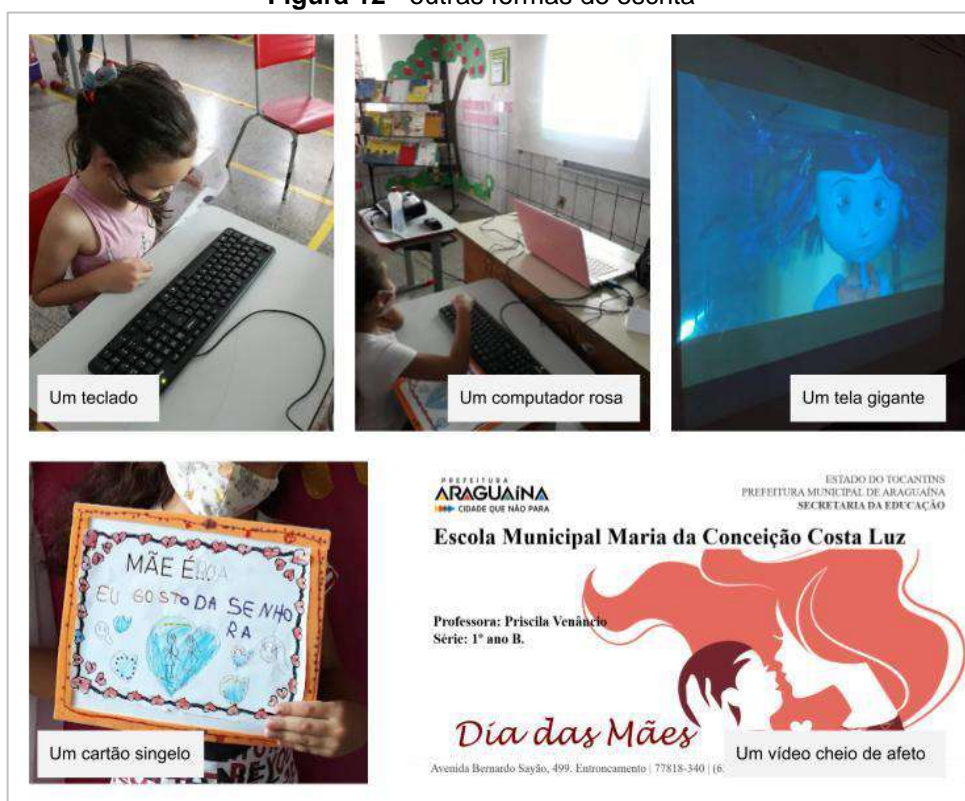 Figura 12 - outras formas de escrita
Um teclado
Um computador rosa
Um tela gigante
MÃE É...BOA
EU GOSTO DA SENHO
RA
Um cartão singelo
PREFEITURA
ARAGUAÍNA
CIDADE QUE NÃO PARA
ESTADO DO TOCANTINS
PREFEITURA MUNICIPAL DE ARAGUAÍNA
SECRETARIA DA EDUCAÇÃO
Escola Municipal Maria da Conceição Costa Luz
Professora: Priscila Venâncio
Série: 1º ano B.
Dia das Mães
Um vídeo cheio de afeto
Avenida Bernardo Sayão, 499. Entroncamento | 77818-340 | (6